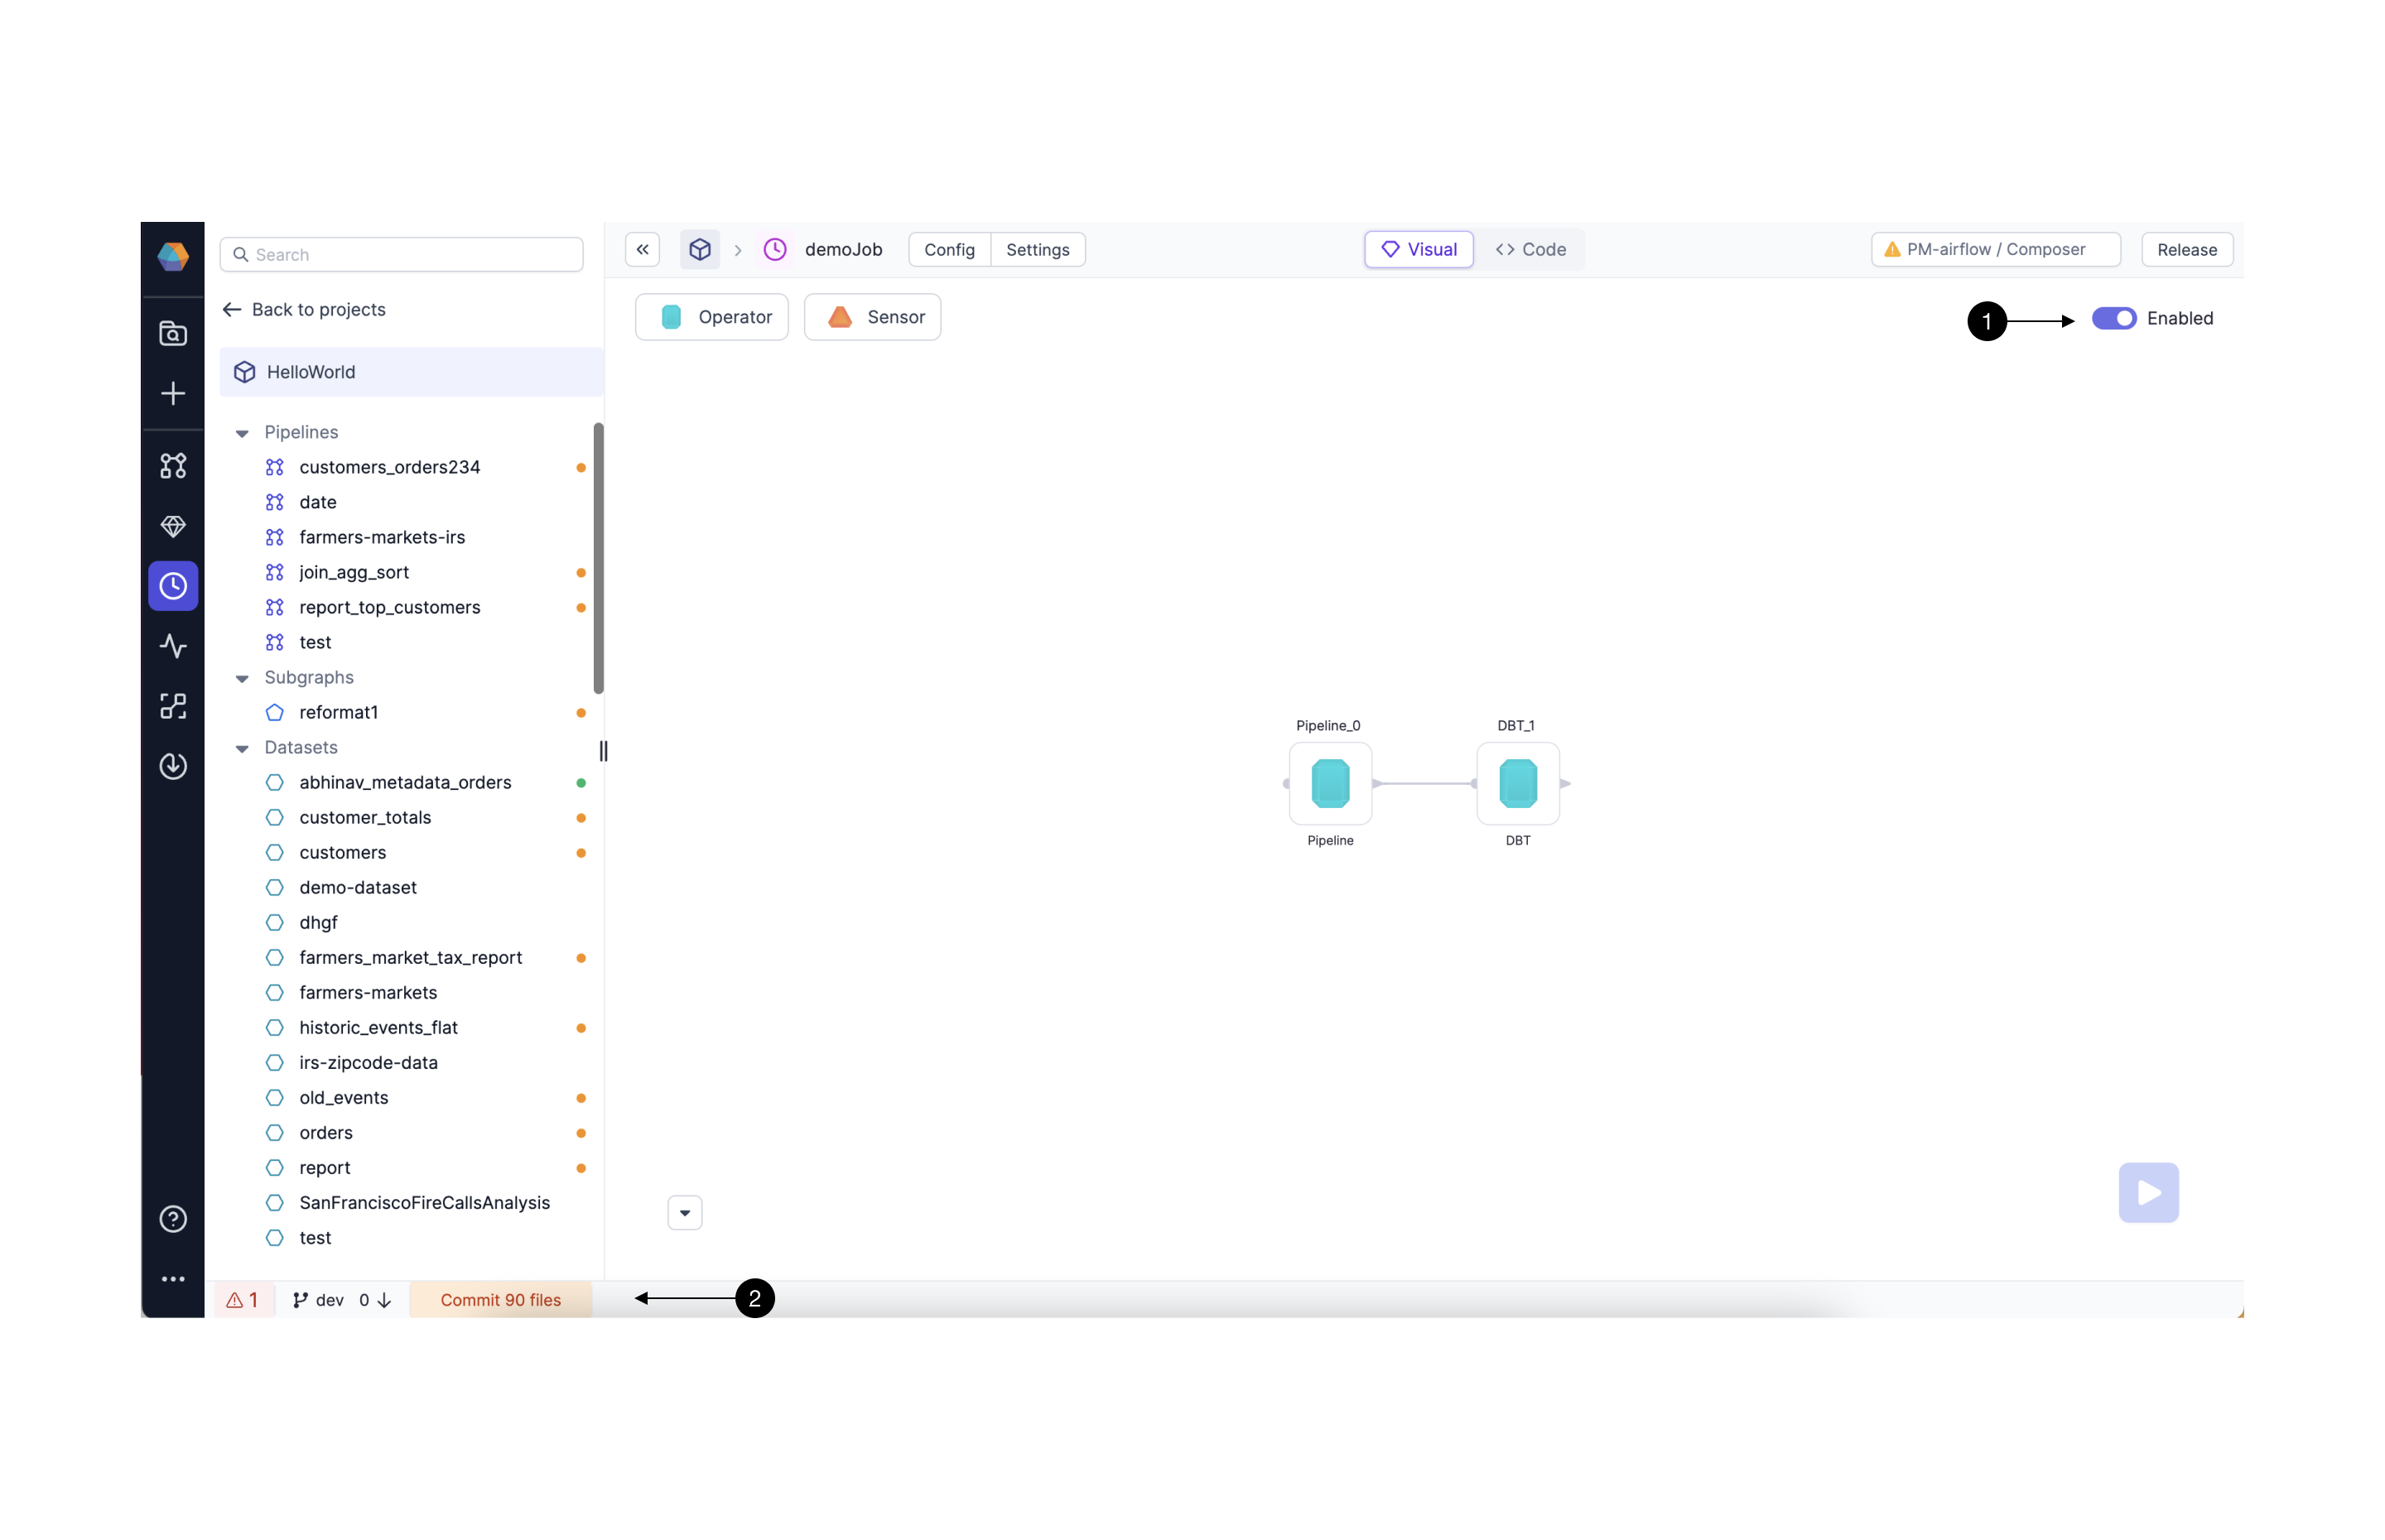 Search
Back to projects
HelloWorld
Pipelines
customers_orders234
date
farmers-markets-irs
join_agg_sort
report_top_customers
test
Subgraphs
reformat1
Datasets
abhinav_metadata_orders
customer_totals
customers
demo-dataset
dhgf
farmers_market_tax_report
farmers-markets
historic_events_flat
irs-zipcode-data
old_events
orders
report
SanFranciscoFireCallsAnalysis
test
1 dev 0 Commit 90 files
2
demoJob Config Settings Visual Code PM-airflow / Composer Release
Operator Sensor 1 Enabled
Pipeline_0 DBT_1
Pipeline DBT